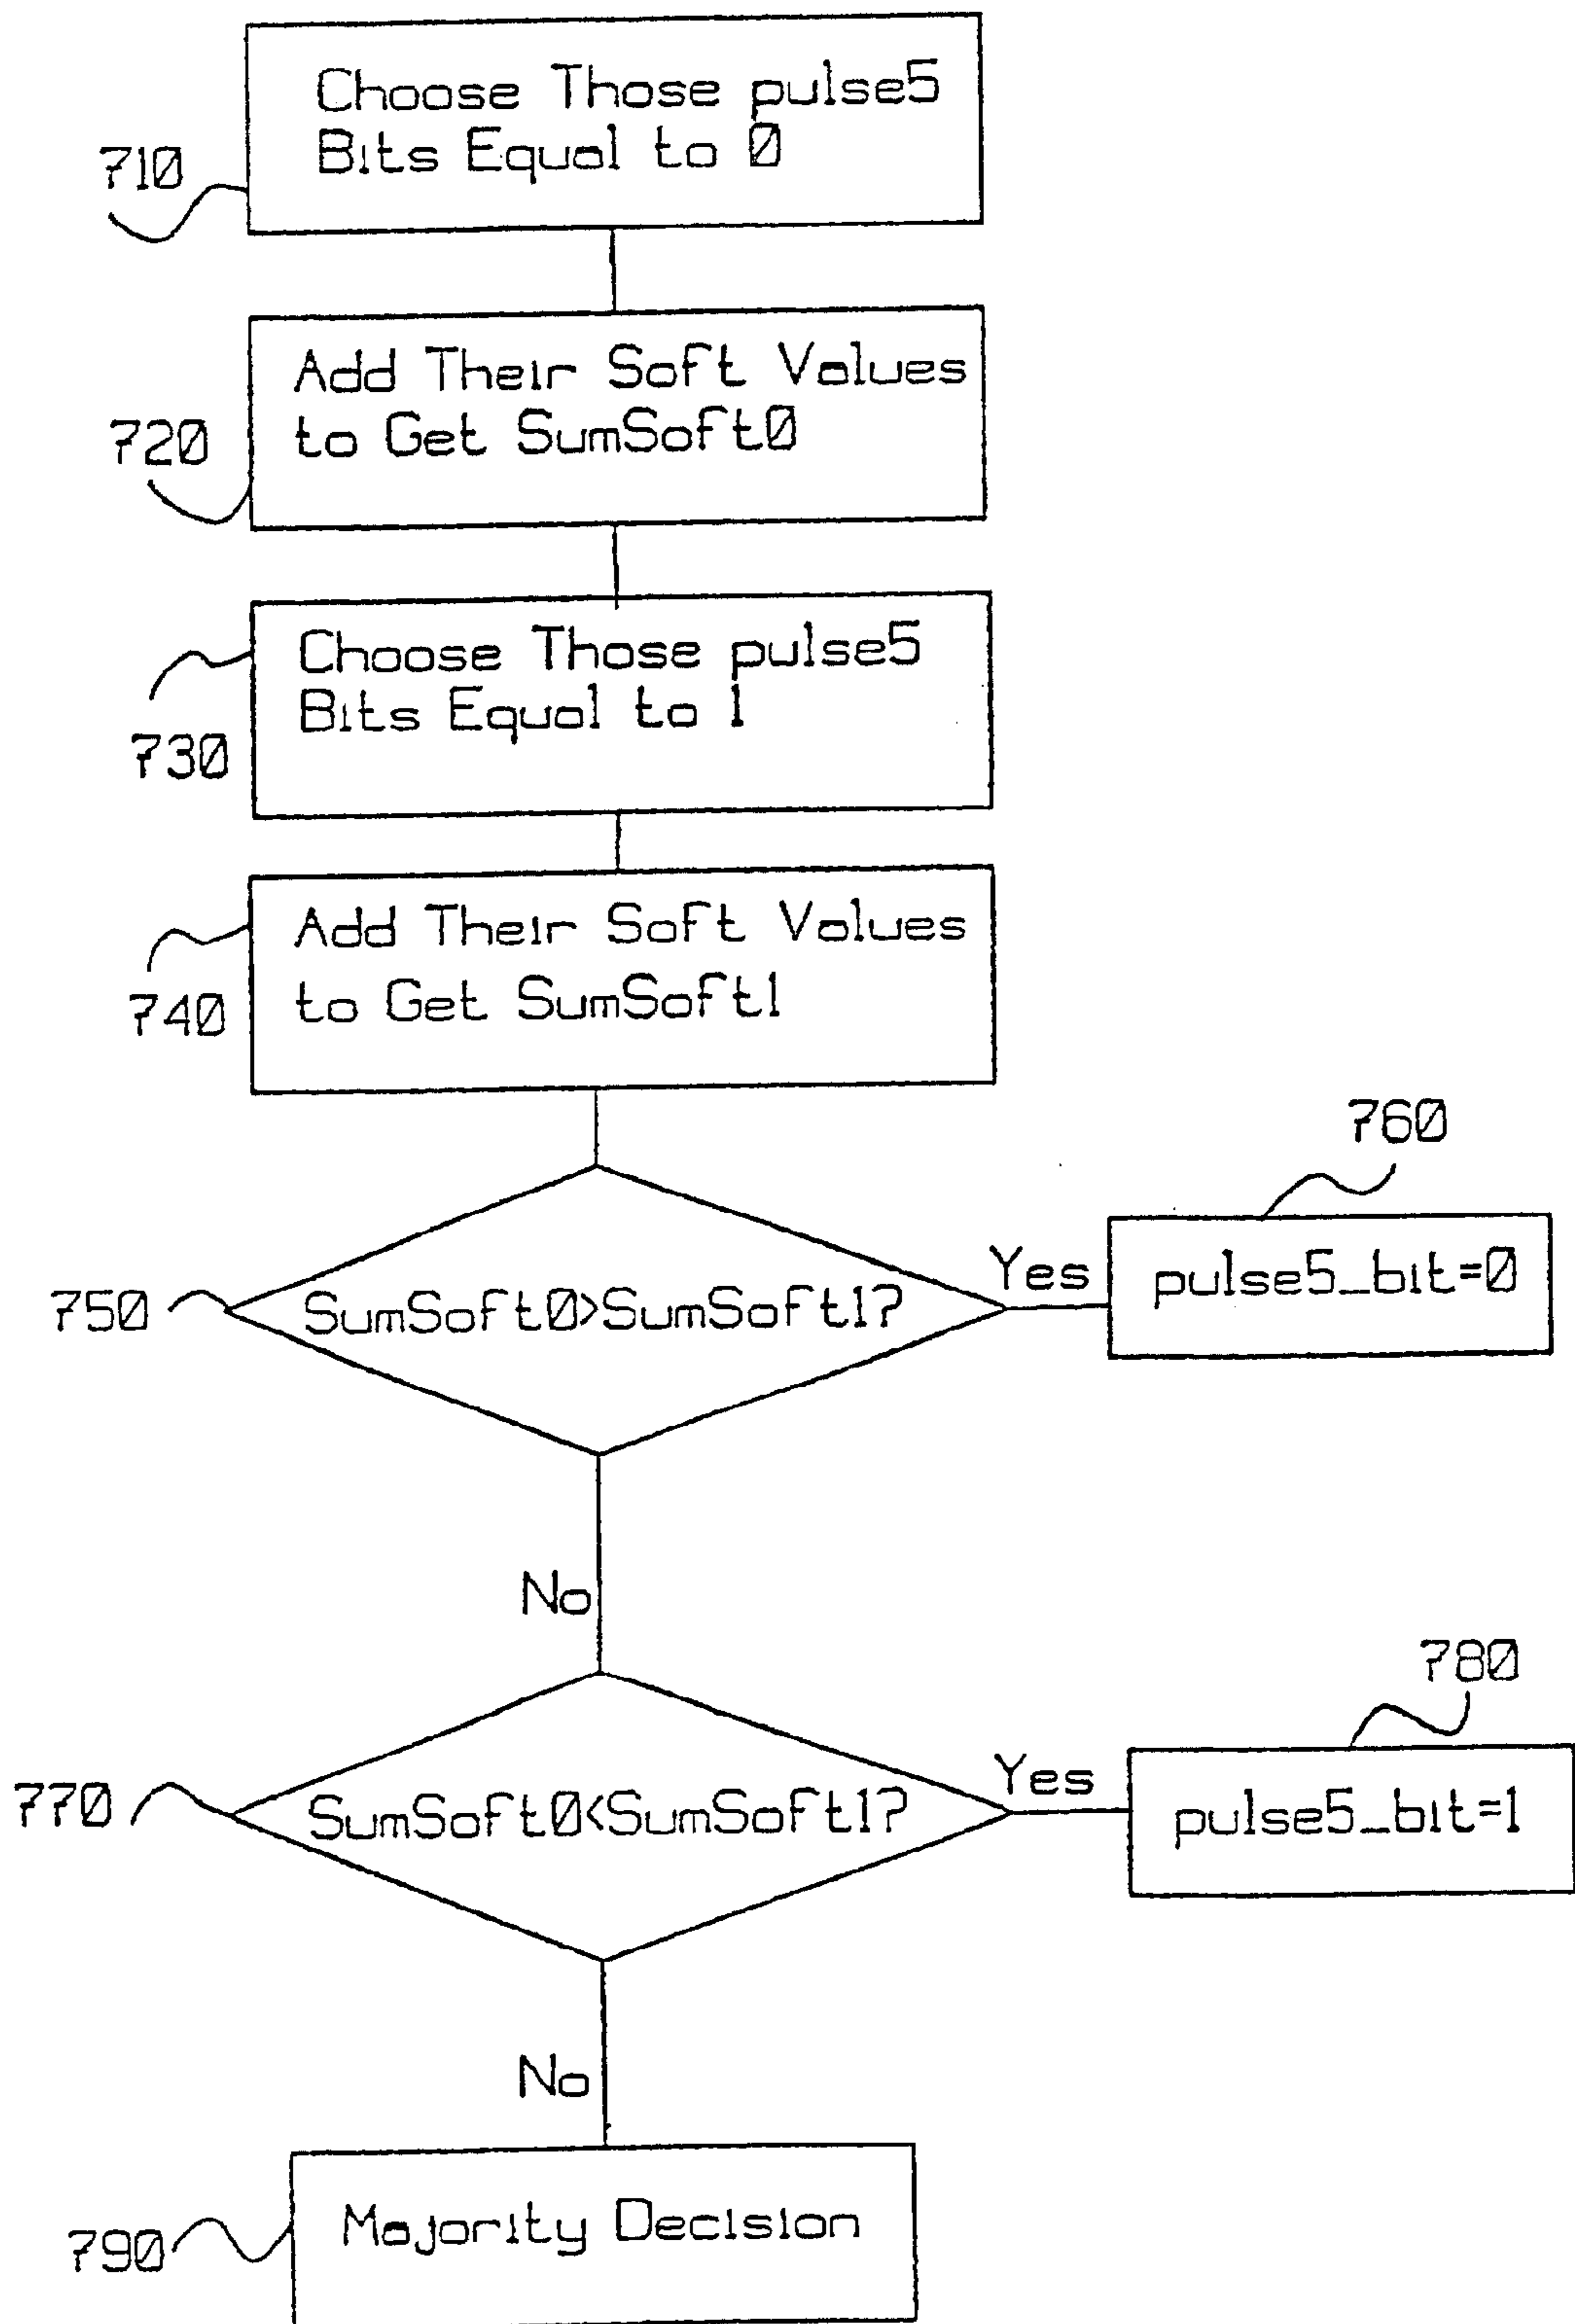 Choose Those pulse5
Bits Equal to 0
710
Add Their Soft Values
to Get SumSoft0
720
Choose Those pulse5
Bits Equal to 1
730
Add Their Soft Values
to Get SumSoft1
740
760
Yes
pulse5_bit=0
750
SumSoft0>SumSoft1?
No
780
Yes
pulse5_bit=1
770
SumSoft0<SumSoft1?
No
Majority Decision
790